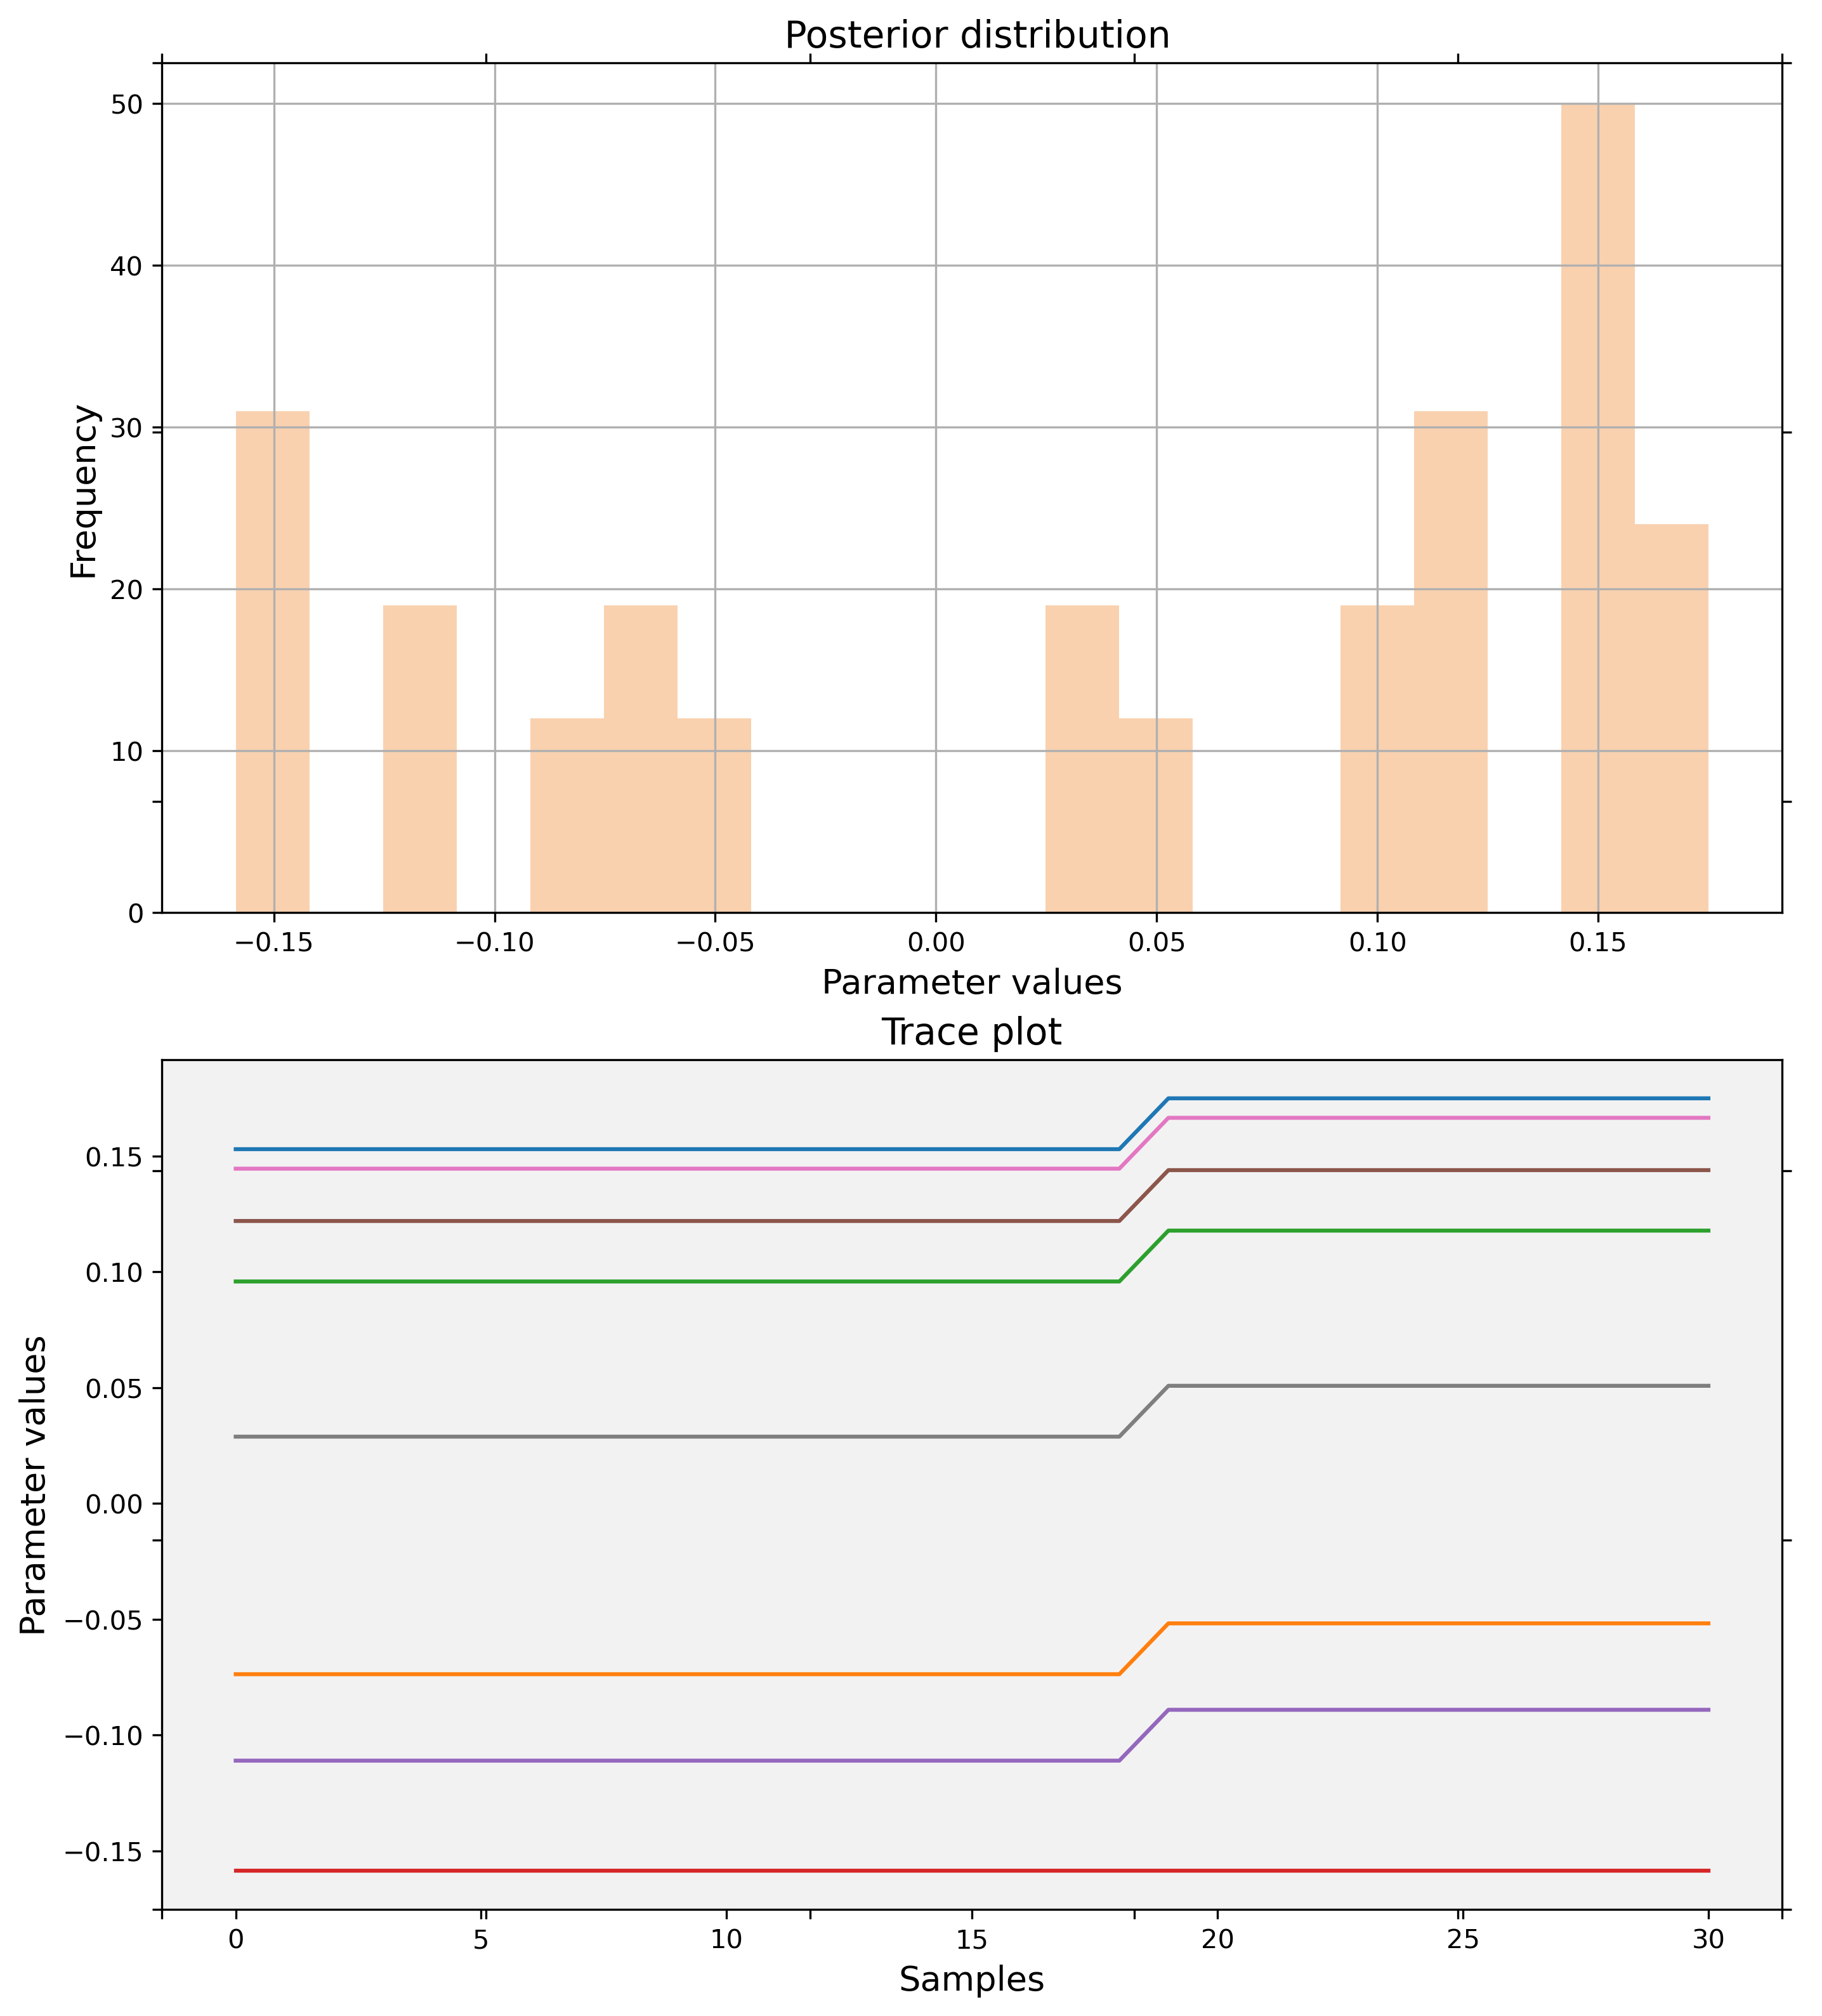 Posterior distribution
50
40
30
20
10
0
Frequency
−0.15 −0.10 −0.05 0.00 0.05 0.10 0.15
Parameter values
Trace plot
0.15
0.10
0.05
0.00
−0.05
−0.10
−0.15
Parameter values
0 5 10 15 20 25 30
Samples